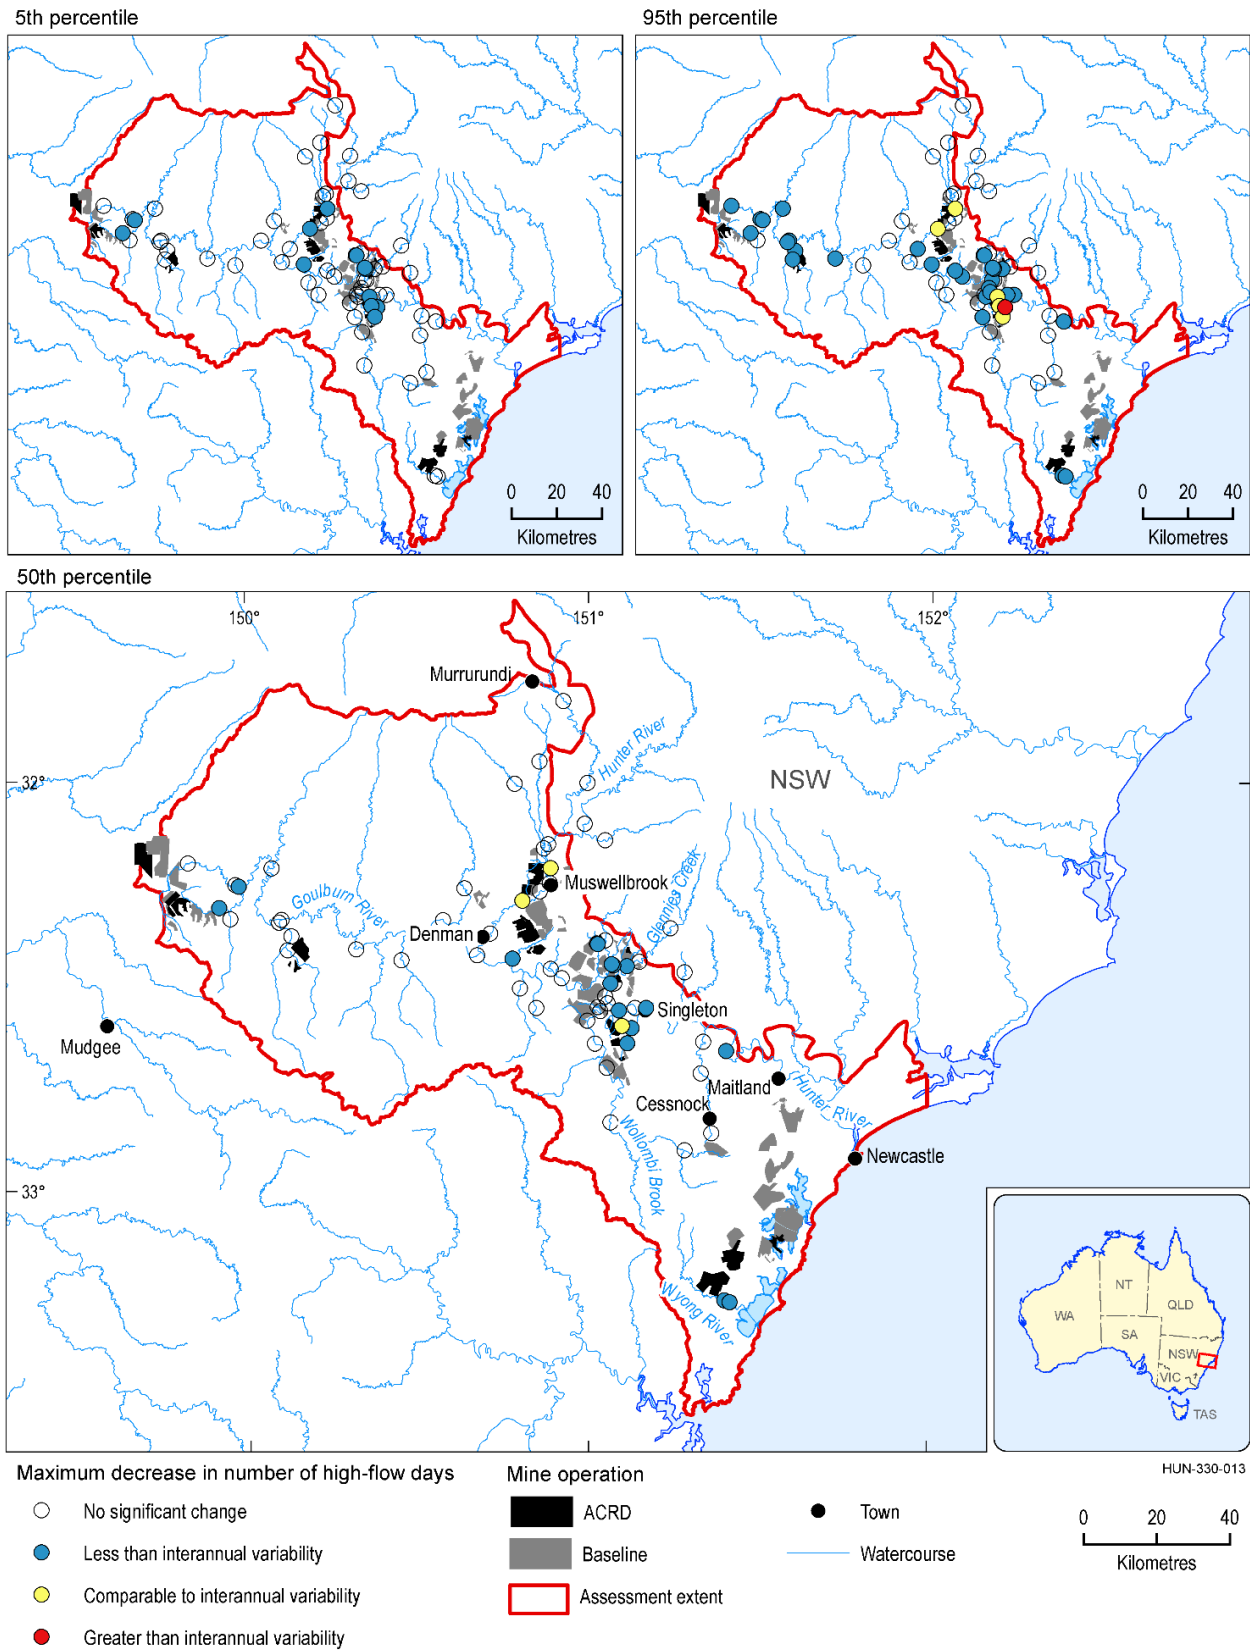 5th percentile
95th percentile
0 20 40
Kilometres
0 20 40
Kilometres
50th percentile
150°
151°
152°
Murrurundi
Hunter River
32°
NSW
Muswellbrook
Glennies Creek
Goulburn River
Denman
Singleton
Mudgee
Maitland
Hunter River
Cessnock
Wollombi Brook
Newcastle
33°
Wyong River
NT
QLD
WA
SA
NSW
VIC
TAS
HUN-330-013
Maximum decrease in number of high-flow days
No significant change
Less than interannual variability
Comparable to interannual variability
Greater than interannual variability
Mine operation
ACRD
Baseline
Assessment extent
Town
Watercourse
0 20 40
Kilometres